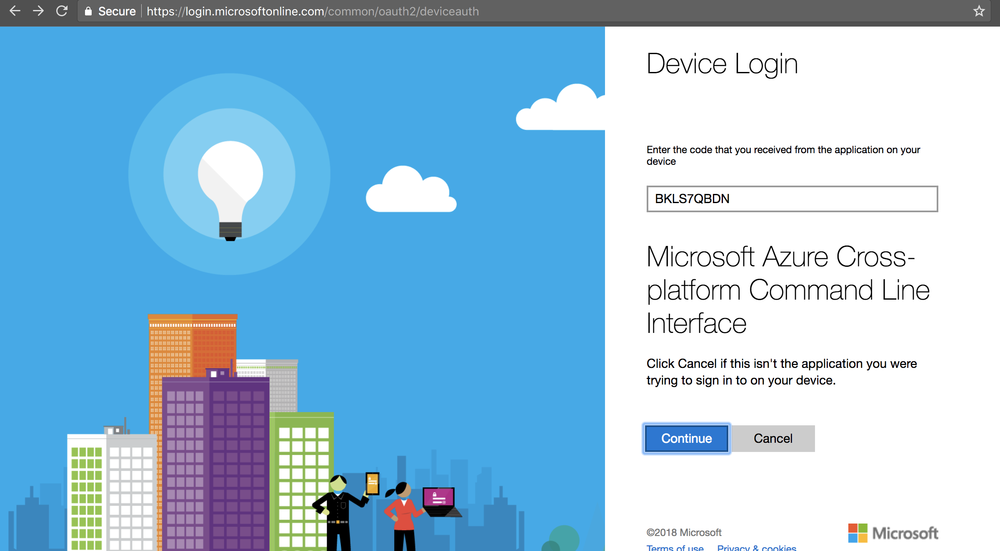 Secure https://login.microsoftonline.com/common/oauth2/deviceauth
Device Login
Enter the code that you received from the application on your
device
BKLS7QBDN
Microsoft Azure Cross-
platform Command Line
Interface
Click Cancel if this isn't the application you were
trying to sign in to on your device.
Continue Cancel
©2018 Microsoft
Microsoft
Terms of use Privacy & cookies